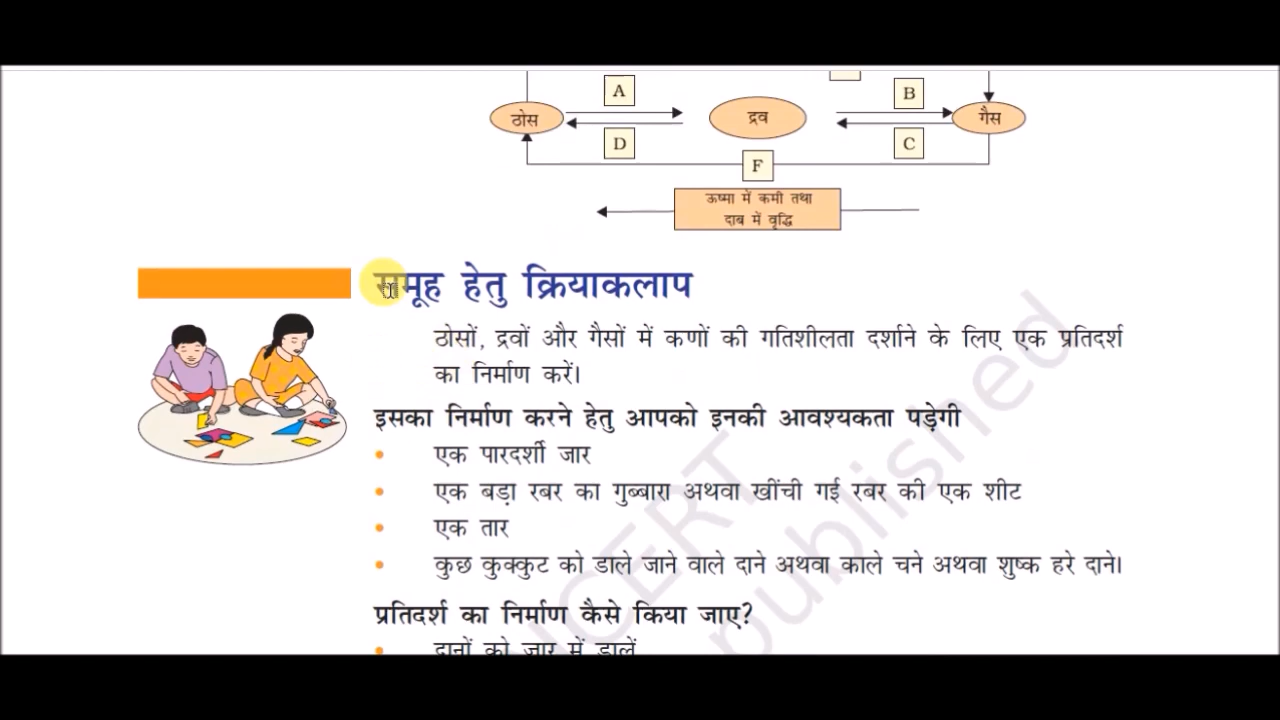 A
B
ठोस
द्रव
गैस
D
C
F
ऊष्मा में कमी तथा
दाब में वृद्धि
समूह हेतु क्रियाकलाप
ठोसों, द्रवों और गैसों में कणों की गतिशीलता दर्शाने के लिए एक प्रतिदर्श
का निर्माण करें।
इसका निर्माण करने हेतु आपको इनकी आवश्यकता पड़ेगी
• एक पारदर्शी जार
• एक बड़ा रबर का गुब्बारा अथवा खींची गई रबर की एक शीट
• एक तार
• कुछ कुक्कुट को डाले जाने वाले दाने अथवा काले चने अथवा शुष्क हरे दाने।
प्रतिदर्श का निर्माण कैसे किया जाए?
• दानों को जार में डालें
NCERT
published